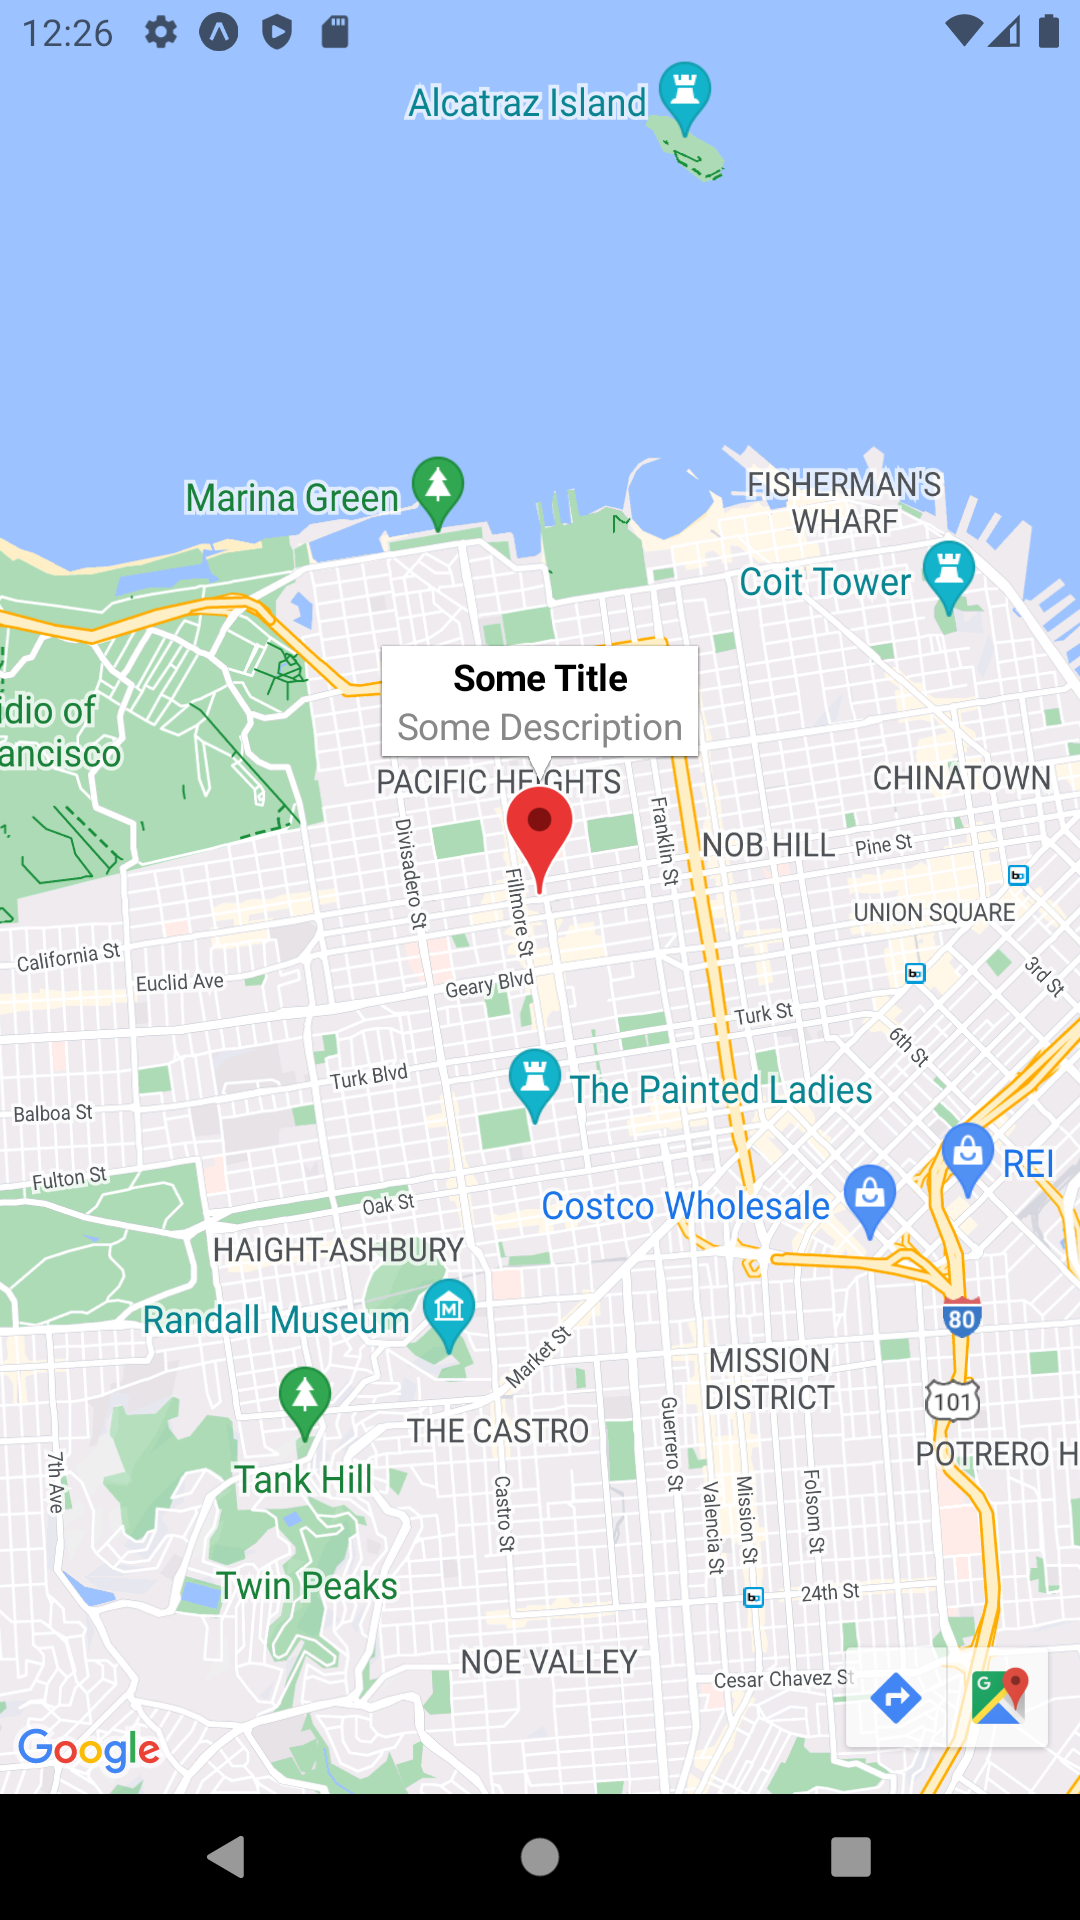 12:26
Alcatraz Island
Marina Green
FISHERMAN'S
WHARF
Coit Tower
Some Title
Some Description
idio of
ancisco
PACIFIC HEIGHTS
CHINATOWN
Divisadero St
Franklin St
NOB HILL
Pine St
Fillmore St
UNION SQUARE
California St
Euclid Ave
Geary Blvd
3rd St
Turk St
6th St
Turk Blvd
The Painted Ladies
Balboa St
Fulton St
REI
Oak St
Costco Wholesale
HAIGHT-ASHBURY
Randall Museum
80
Market St
MISSION
DISTRICT
101
THE CASTRO
Guerrero St
POTRERO H
7th Ave
Tank Hill
Castro St
Valencia St
Mission St
Folsom St
Twin Peaks
24th St
NOE VALLEY
Cesar Chavez St
G
Google